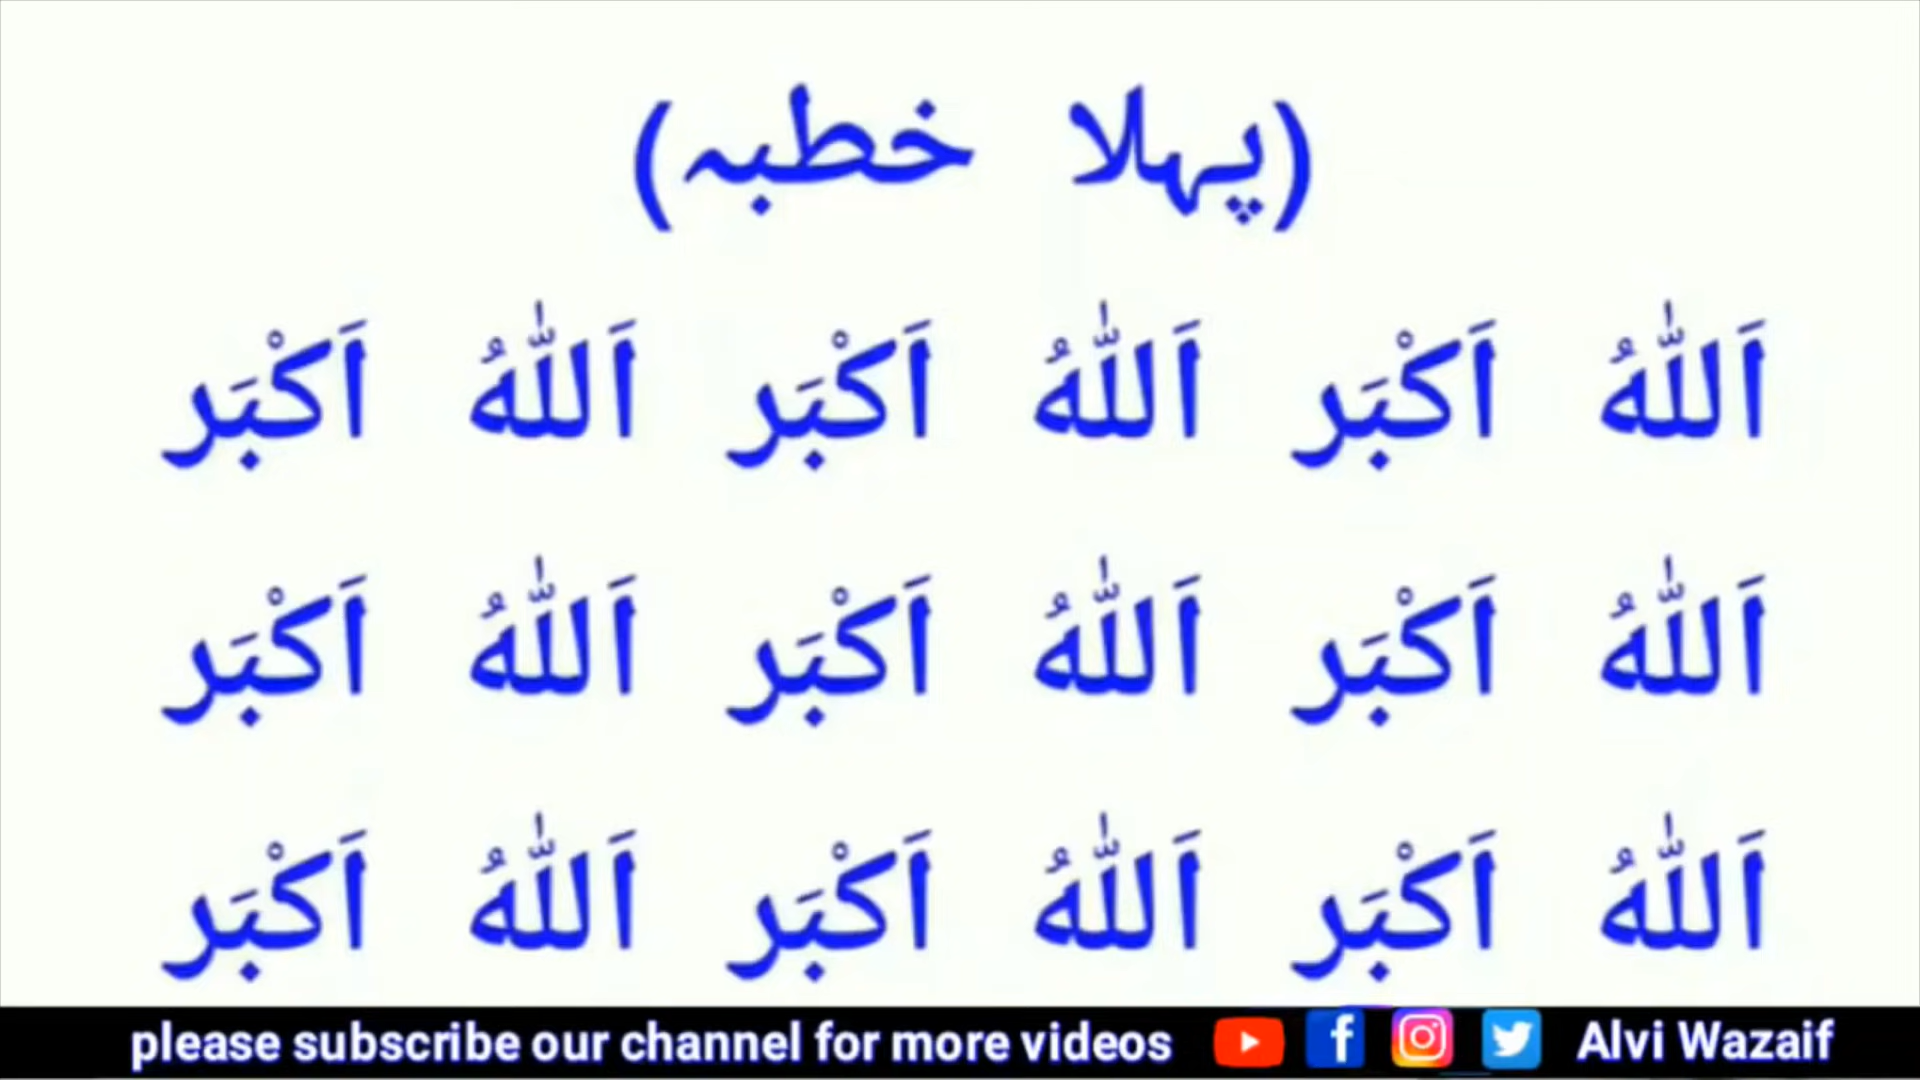 (پہلا خطبہ)
اَللّٰهُ اَکْبَر اَللّٰهُ اَکْبَر اَللّٰهُ اَکْبَر
اَللّٰهُ اَکْبَر اَللّٰهُ اَکْبَر اَللّٰهُ اَکْبَر
اَللّٰهُ اَکْبَر اَللّٰهُ اَکْبَر اَللّٰهُ اَکْبَر
please subscribe our channel for more videos Alvi Wazaif